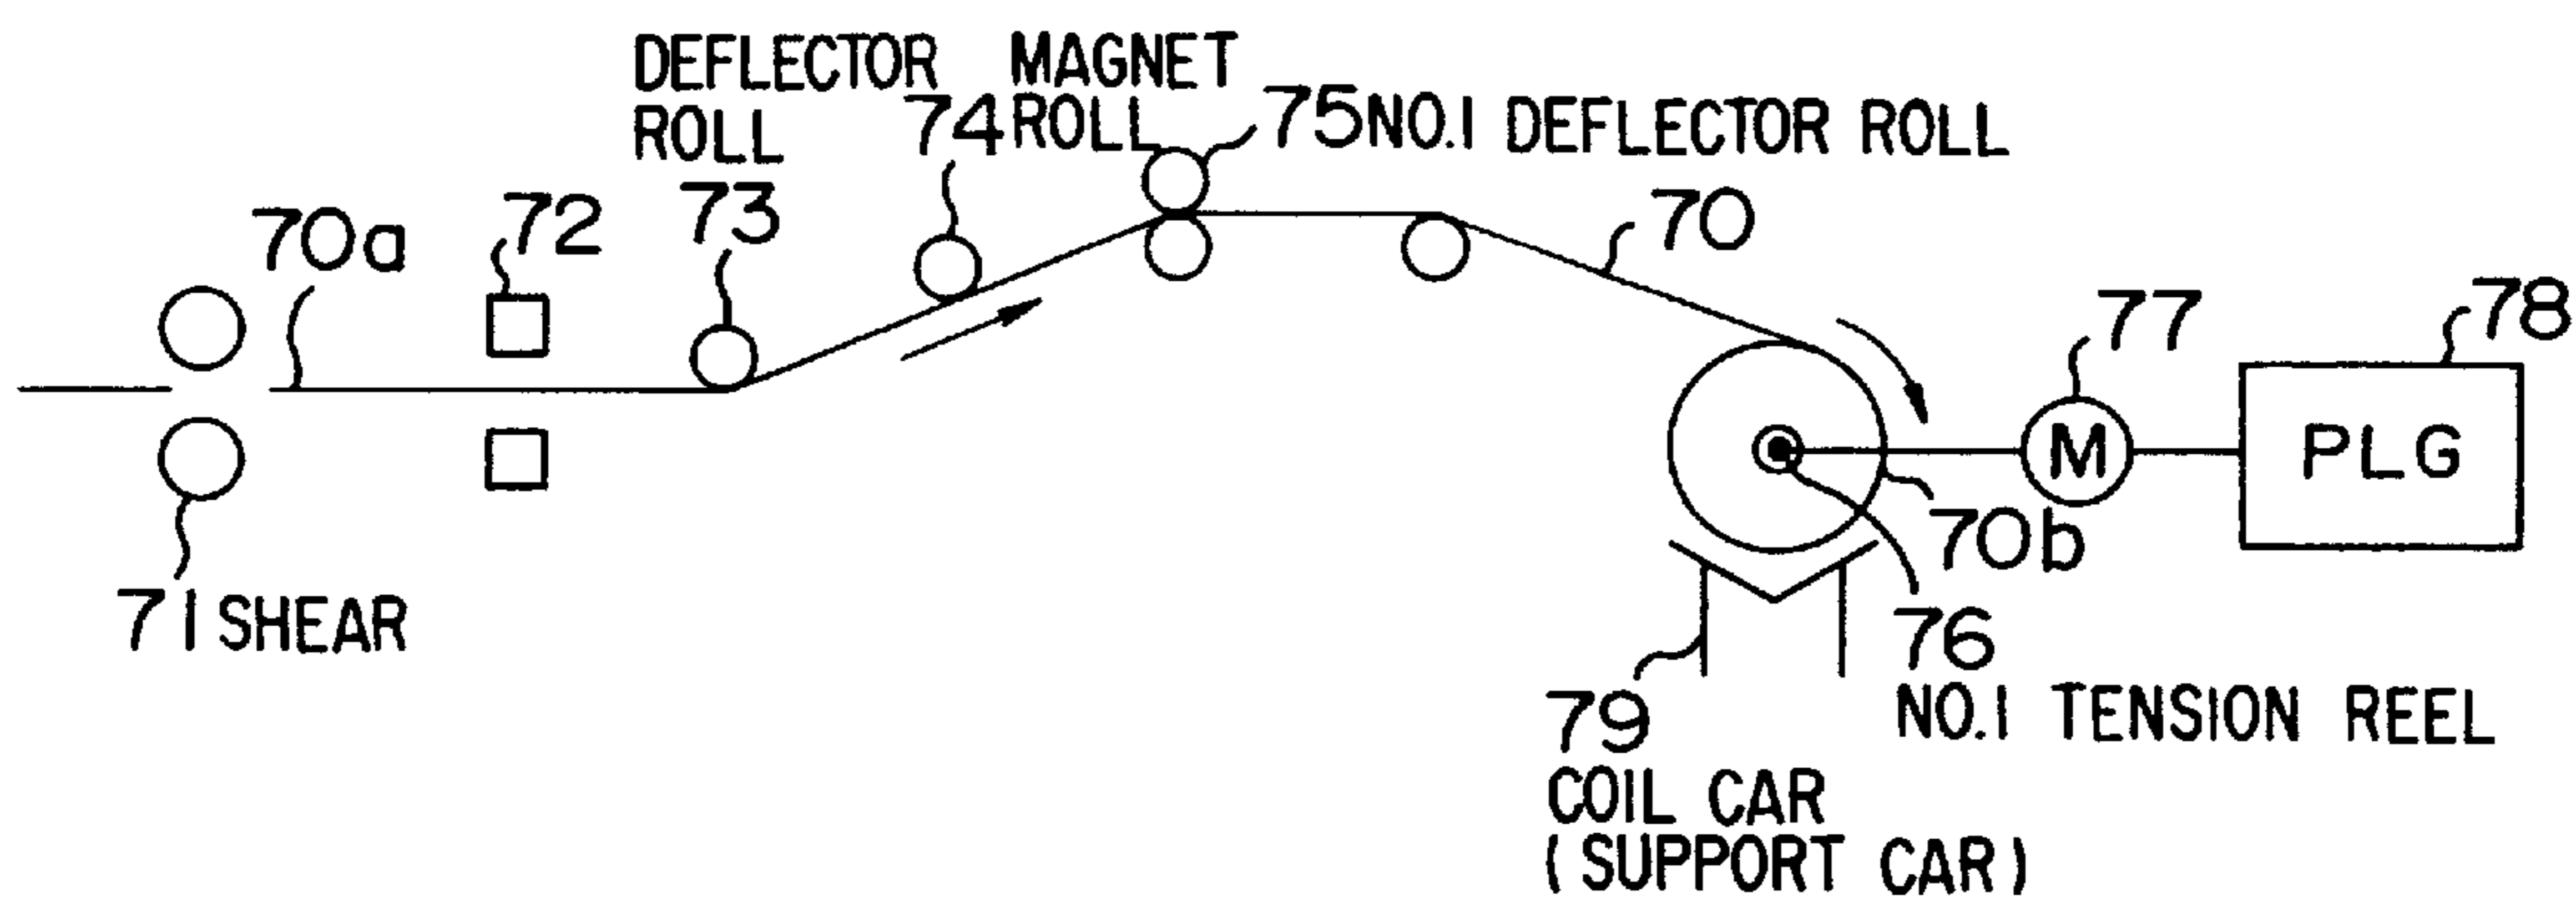 DEFLECTOR
ROLL
73
74 MAGNET
ROLL
75 NO.1 DEFLECTOR ROLL
70a
72
70
77
78
M
PLG
71 SHEAR
70b
76
NO.1 TENSION REEL
79
COIL CAR
(SUPPORT CAR)